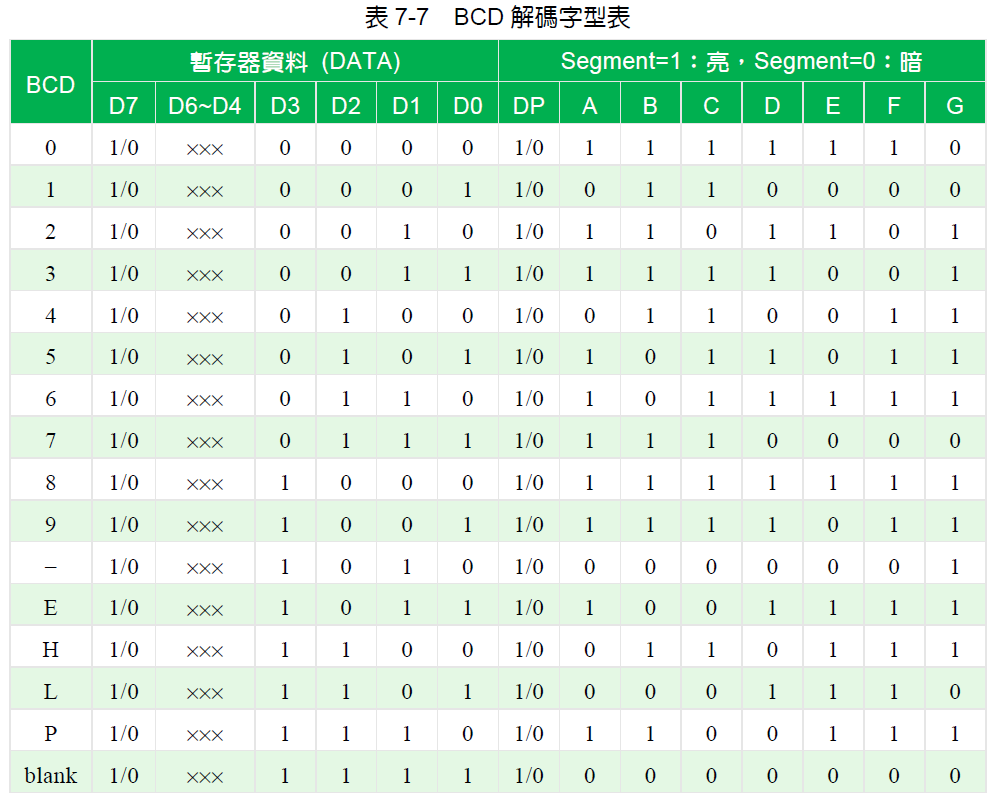 表 7-7 BCD 解碼字型表
BCD 暫存器資料 (DATA) Segment=1：亮，Segment=0：暗
D7 D6~D4 D3 D2 D1 D0 DP A B C D E F G
0 1/0 ××× 0 0 0 0 1/0 1 1 1 1 1 1 0
1 1/0 ××× 0 0 0 1 1/0 0 1 1 0 0 0 0
2 1/0 ××× 0 0 1 0 1/0 1 1 0 1 1 0 1
3 1/0 ××× 0 0 1 1 1/0 1 1 1 1 0 0 1
4 1/0 ××× 0 1 0 0 1/0 0 1 1 0 0 1 1
5 1/0 ××× 0 1 0 1 1/0 1 0 1 1 0 1 1
6 1/0 ××× 0 1 1 0 1/0 1 0 1 1 1 1 1
7 1/0 ××× 0 1 1 1 1/0 1 1 1 0 0 0 0
8 1/0 ××× 1 0 0 0 1/0 1 1 1 1 1 1 1
9 1/0 ××× 1 0 0 1 1/0 1 1 1 1 0 1 1
– 1/0 ××× 1 0 1 0 1/0 0 0 0 0 0 0 1
E 1/0 ××× 1 0 1 1 1/0 1 0 0 1 1 1 1
H 1/0 ××× 1 1 0 0 1/0 0 1 1 0 1 1 1
L 1/0 ××× 1 1 0 1 1/0 0 0 0 1 1 1 0
P 1/0 ××× 1 1 1 0 1/0 1 1 0 0 1 1 1
blank 1/0 ××× 1 1 1 1 1/0 0 0 0 0 0 0 0